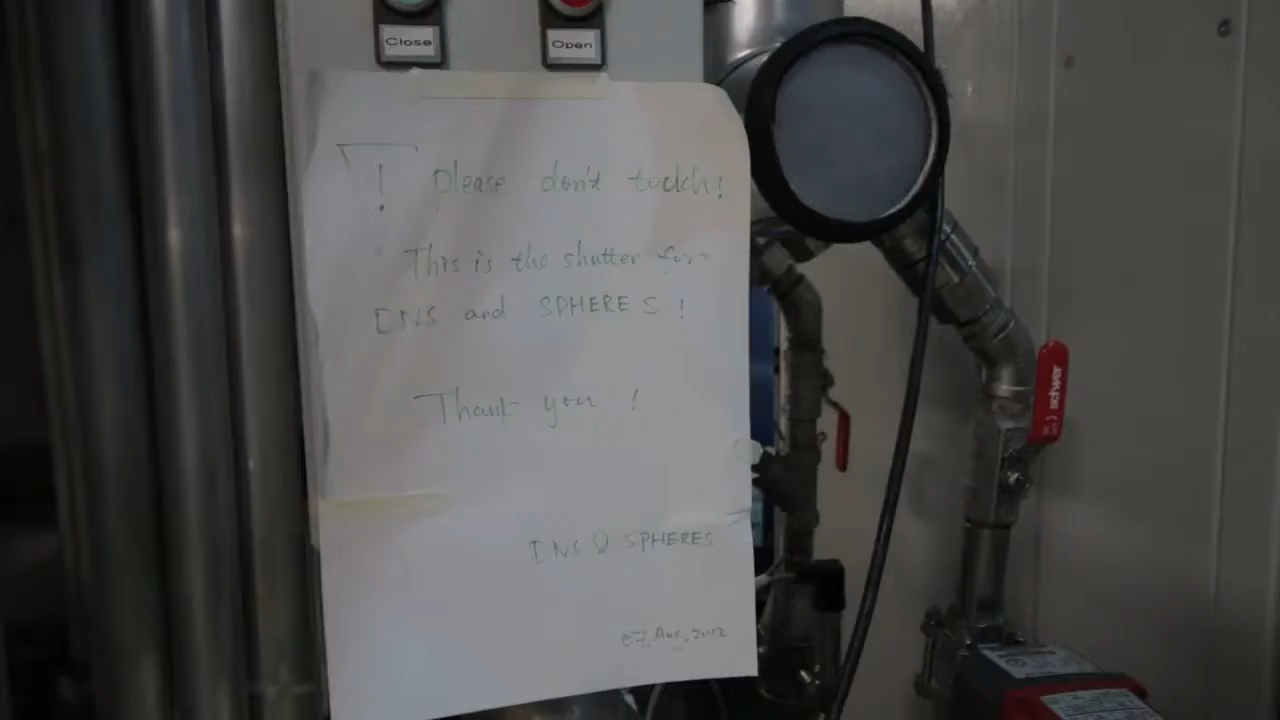 Close
Open
! Please don't touch!
This is the shutter for
DNS and SPHERES !
Thank you !
DNS & SPHERES
07. Aug. 2012
schwer